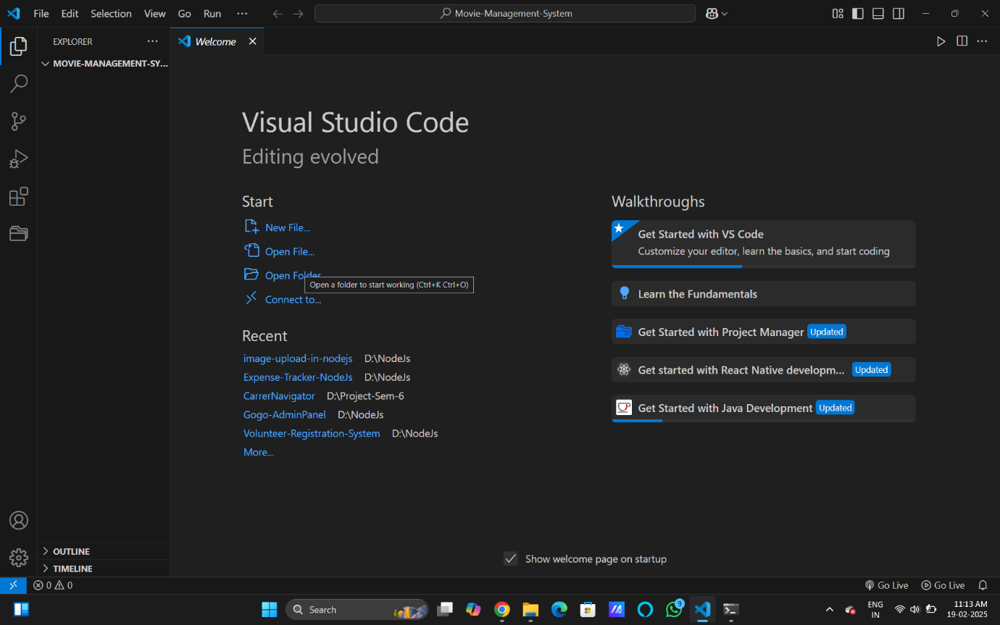 File Edit Selection View Go Run ...
Movie-Management-System
EXPLORER
Welcome
MOVIE-MANAGEMENT-SY...
Visual Studio Code
Editing evolved
Start
New File...
Open File...
Open Folder
Open a folder to start working (Ctrl+K Ctrl+O)
Connect to...
Recent
image-upload-in-nodejs D:\NodeJs
Expense-Tracker-NodeJs D:\NodeJs
CarrerNavigator D:\Project-Sem-6
Gogo-AdminPanel D:\NodeJs
Volunteer-Registration-System D:\NodeJs
More...
Walkthroughs
Get Started with VS Code
Customize your editor, learn the basics, and start coding
Learn the Fundamentals
Get Started with Project Manager Updated
Get started with React Native developm... Updated
Get Started with Java Development Updated
Show welcome page on startup
OUTLINE
TIMELINE
0 0
Go Live Go Live
Search
9
ENG
IN
11:13 AM
19-02-2025